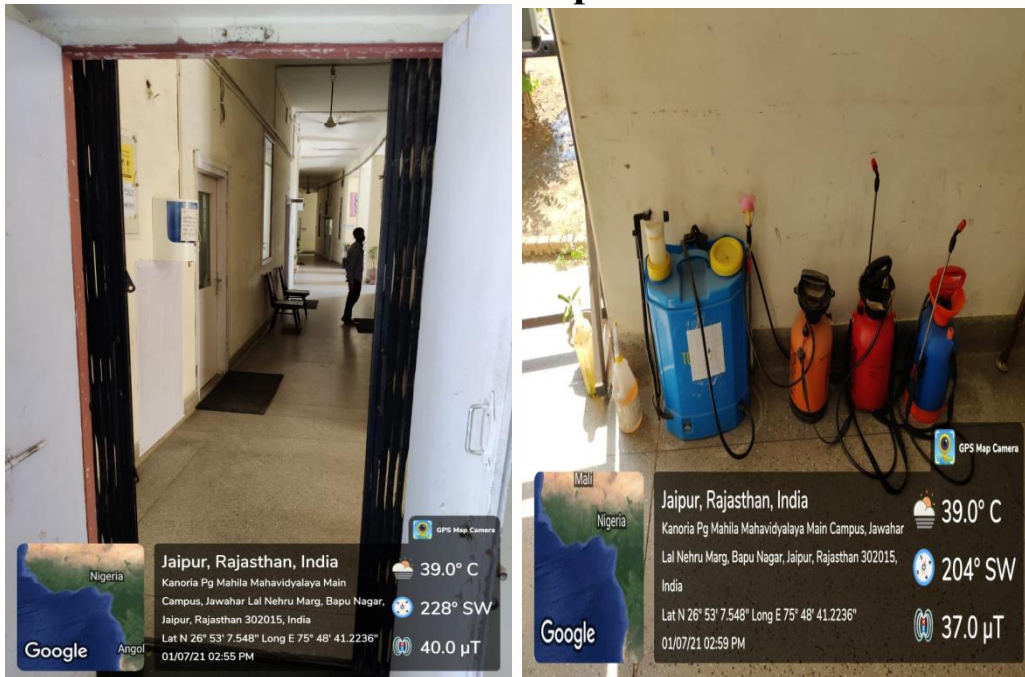 GPS Map Camera
Nigeria
Angol
Google
Jaipur, Rajasthan, India
Kanoria Pg Mahila Mahavidyalaya Main
Campus, Jawahar Lal Nehru Marg, Bapu Nagar,
Jaipur, Rajasthan 302015, India
Lat N 26° 53' 7.548" Long E 75° 48' 41.2236"
01/07/21 02:55 PM
39.0° C
228° SW
40.0 µT
GPS Map Camera
Mali
Nigeria
Google
Jaipur, Rajasthan, India
Kanoria Pg Mahila Mahavidyalaya Main Campus, Jawahar
Lal Nehru Marg, Bapu Nagar, Jaipur, Rajasthan 302015,
India
Lat N 26° 53' 7.548" Long E 75° 48' 41.2236"
01/07/21 02:59 PM
39.0° C
204° SW
37.0 µT